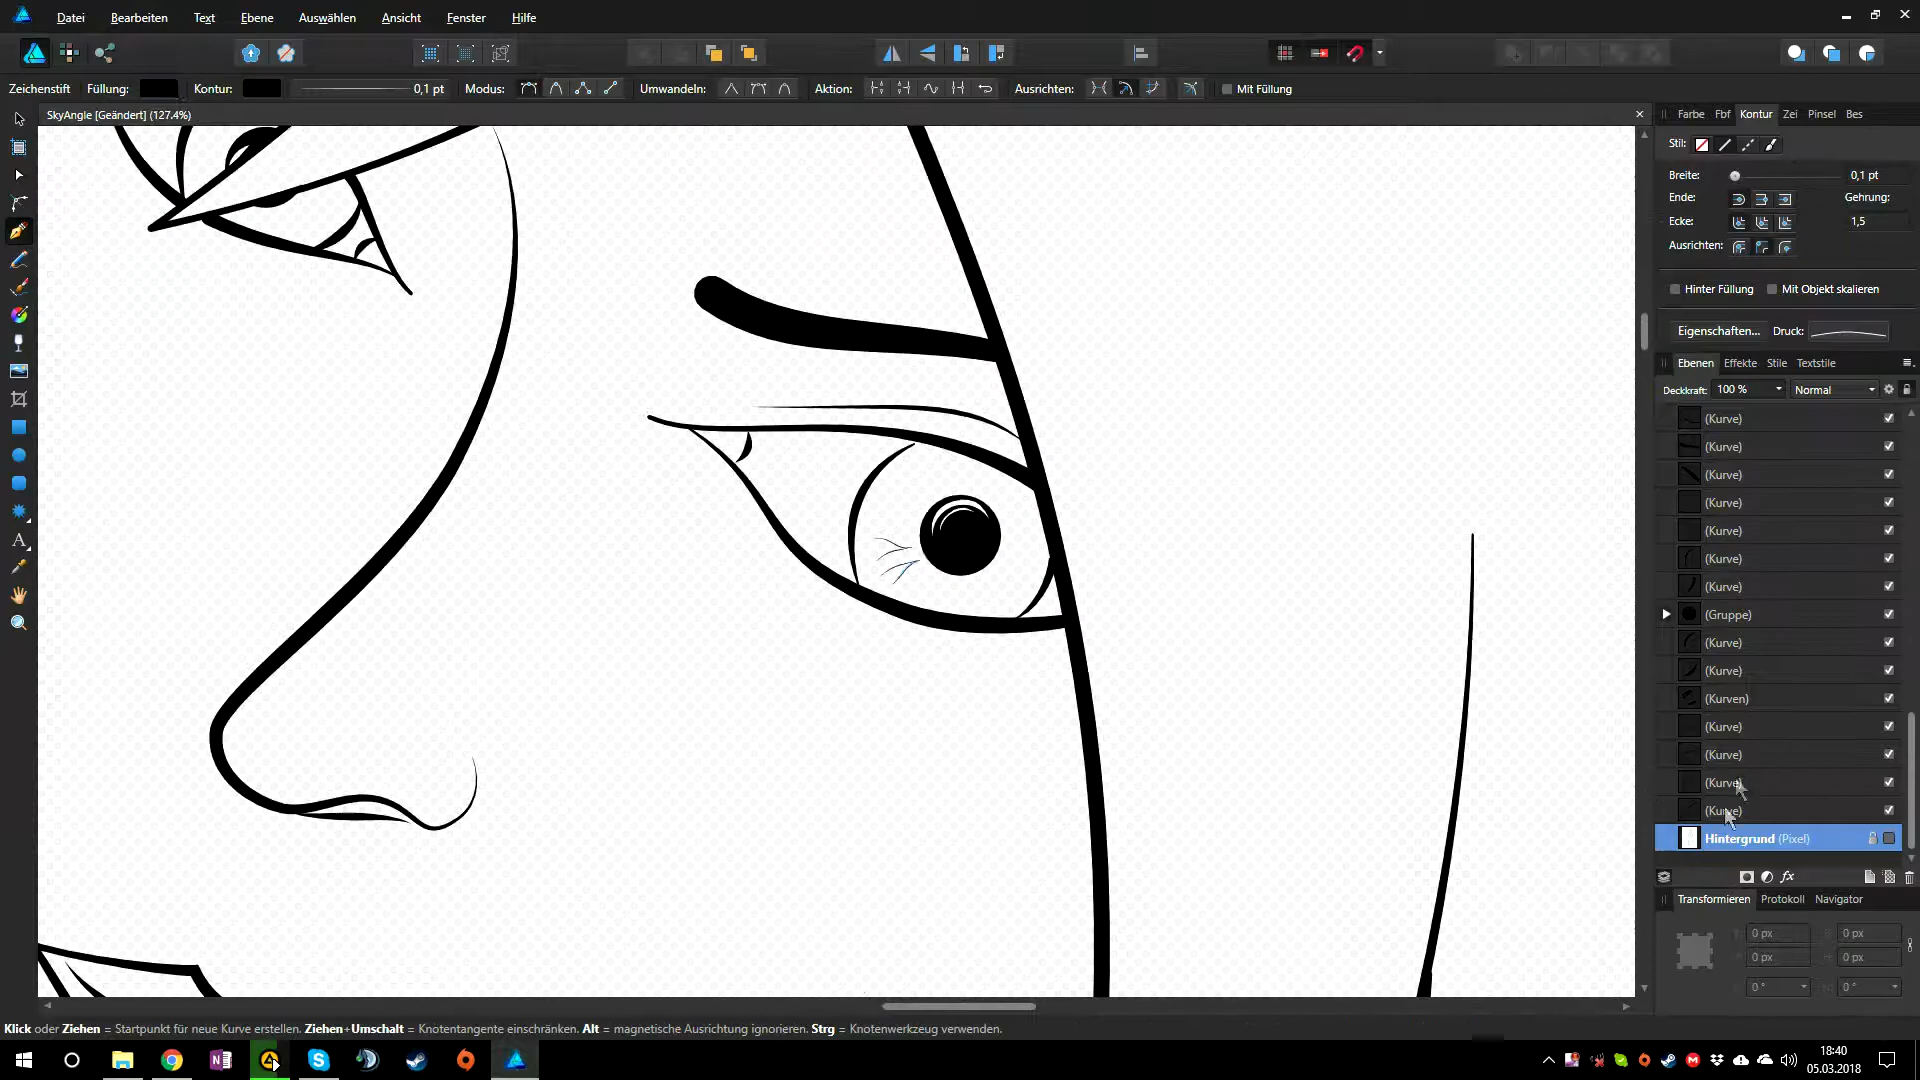 Datei Bearbeiten Text Ebene Auswählen Ansicht Fenster Hilfe
Zeichenstift Füllung: Kontur: 0,1 pt Modus: Umwandeln: Aktion: Ausrichten: Mit Füllung
SkyAngle [Geändert] (127.4%)
Farbe Fbf Kontur Zei Pinsel Bes
Stil:
Breite: 0,1 pt
Ende: Gehrung:
Ecke: 1,5
Ausrichten:
Hinter Füllung Mit Objekt skalieren
Eigenschaften... Druck:
Ebenen Effekte Stile Textstile
Deckkraft: 100 % Normal
(Kurve)
(Kurve)
(Kurve)
(Kurve)
(Kurve)
(Kurve)
(Kurve)
(Gruppe)
(Kurve)
(Kurve)
(Kurven)
(Kurve)
(Kurve)
(Kurve)
(Kurve)
Hintergrund (Pixel)
Transformieren Protokoll Navigator
0 px 0 px
0 px 0 px
0 ° 0 °
Klick oder Ziehen = Startpunkt für neue Kurve erstellen. Ziehen+Umschalt = Knotentangente einschränken. Alt = magnetische Ausrichtung ignorieren. Strg = Knotenwerkzeug verwenden.
18:40
05.03.2018